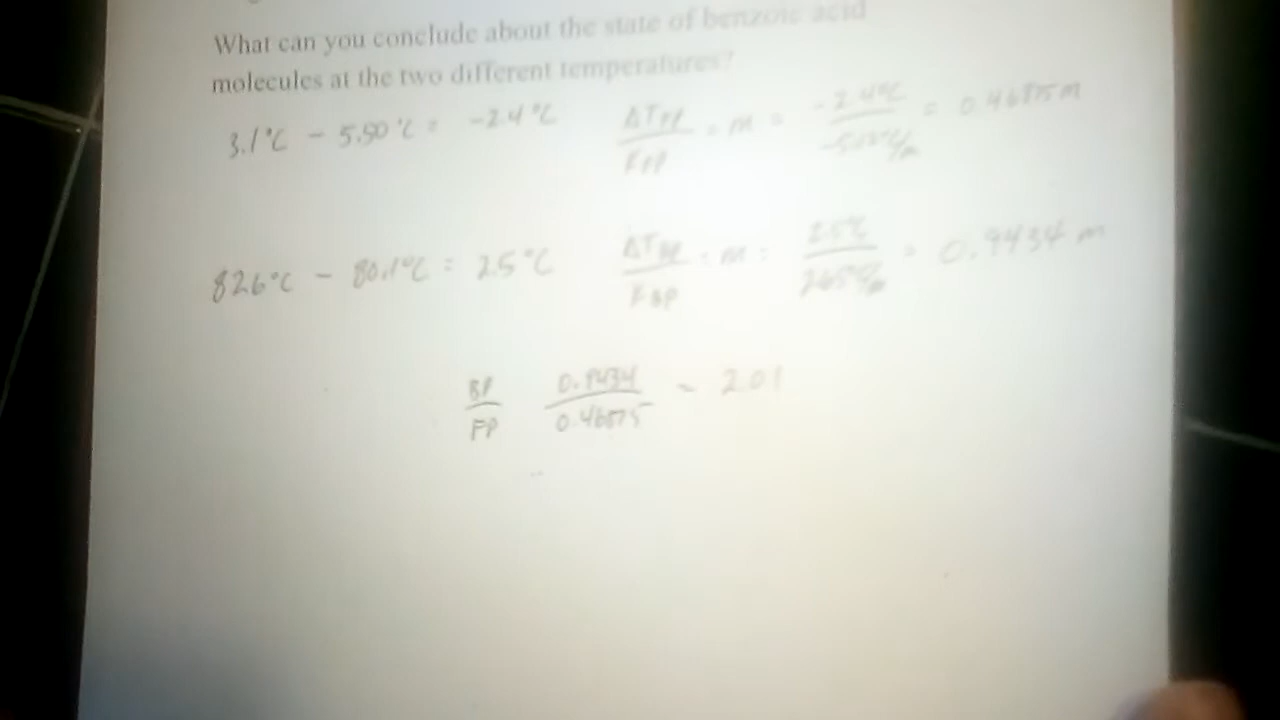 What can you conclude about the state of benzoic acid
molecules at the two different temperatures?
3.1°C - 5.50°C = -2.4°C ΔTFP / KFP = m = -2.4°C / -5.12°C/m = 0.46875 m
82.6°C - 80.1°C = 2.5°C ΔTBP / KBP = m = 2.5°C / 2.65°C/m = 0.9434 m
BP / FP 0.9434 / 0.46875 = 2.01